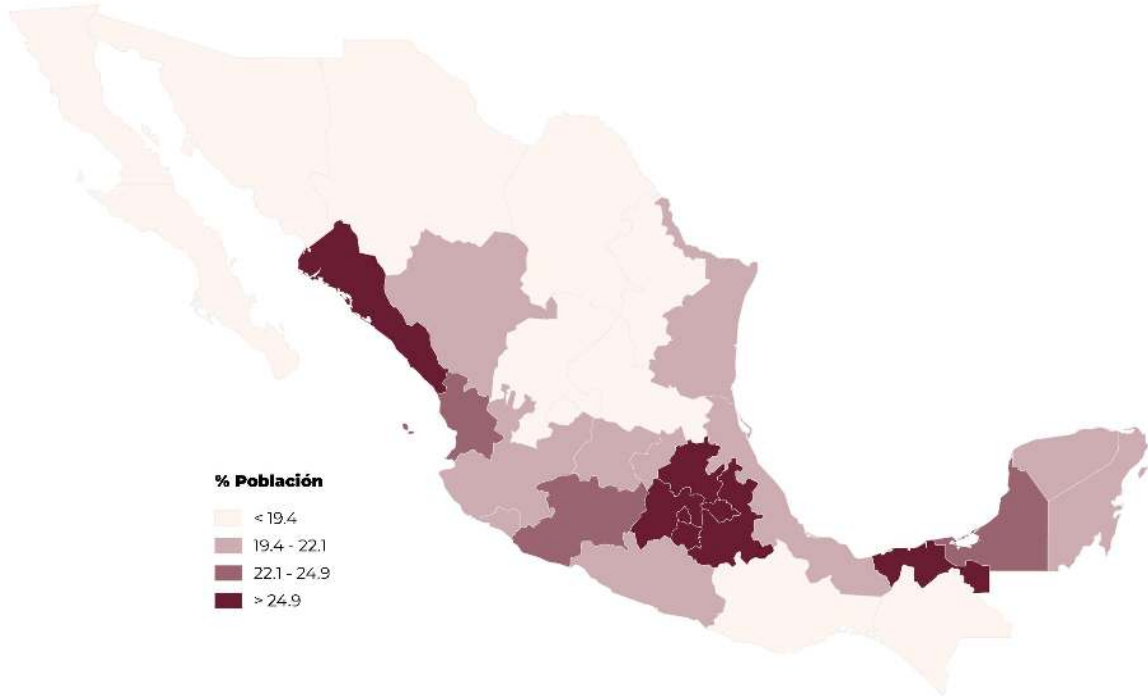 % Población
< 19.4
19.4 - 22.1
22.1 - 24.9
> 24.9